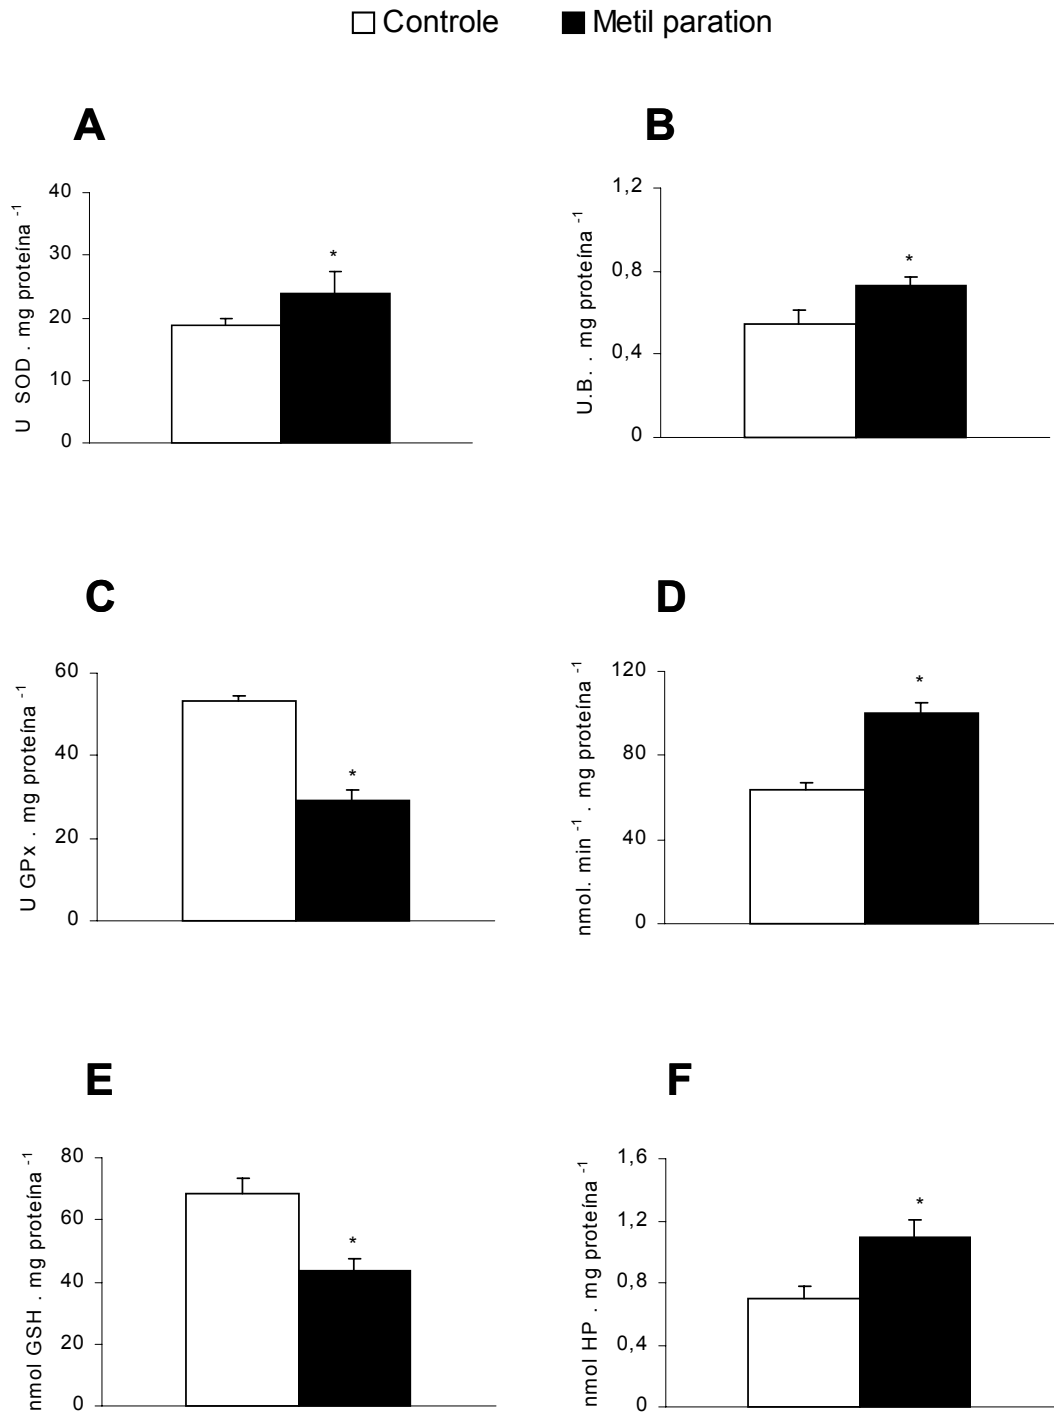 Controle Metil paration
A
U SOD . mg proteína -1
40
30
20
10
0
*
B
U.B. . mg proteína -1
1,2
0,8
0,4
0
*
C
U GPx . mg proteína -1
60
40
20
0
*
D
nmol. min -1 . mg proteína -1
120
80
40
0
*
E
nmol GSH . mg proteína -1
80
60
40
20
0
*
F
nmol HP . mg proteína -1
1,6
1,2
0,8
0,4
0
*